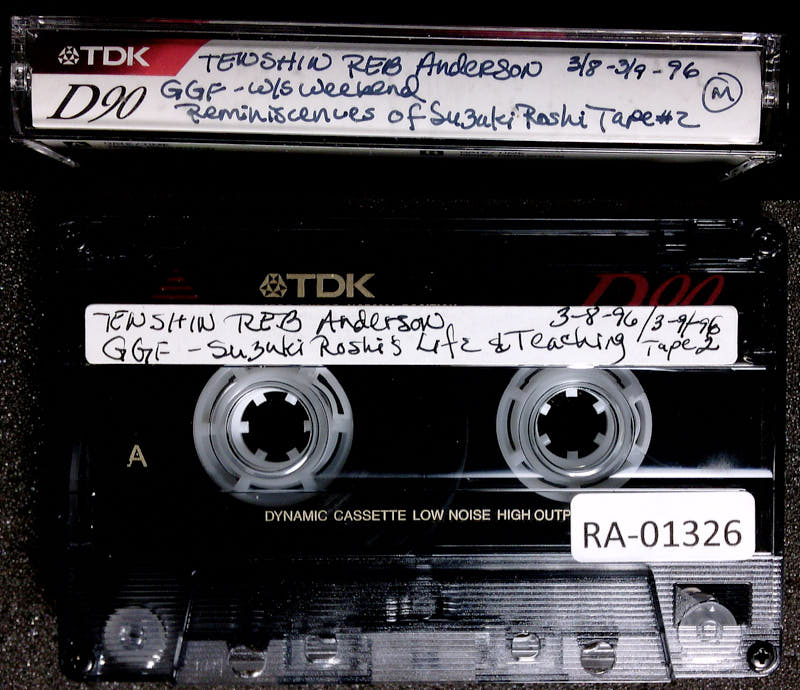 TDK
D90
TENSHIN REB Anderson 3/8-3/9-96
GGF - W/S Weekend
Reminiscenves of Suzuki Roshi Tape #2
M
TDK
D90
TENSHIN REB Anderson 3-8-96/3-9-96
GGF - Suzuki Roshi's Life & Teaching Tape 2
A
DYNAMIC CASSETTE LOW NOISE HIGH OUTP
RA-01326